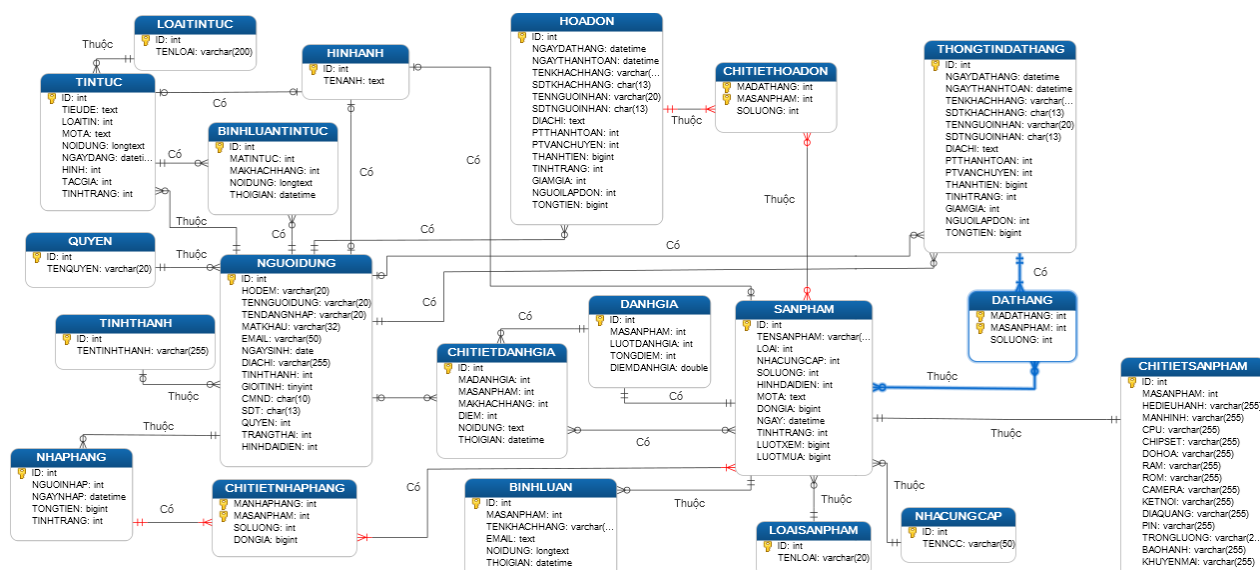 LOAITINTUC
ID: int
TENLOAI: varchar(200)
Thuộc
TINTUC
ID: int
TIEUDE: text
LOAITIN: int
MOTA: text
NOIDUNG: longtext
NGAYDANG: dateti...
HINH: int
TACGIA: int
TINHTRANG: int
HINHANH
ID: int
TENANH: text
Có
BINHLUANTINTUC
ID: int
MATINTUC: int
MAKHACHHANG: int
NOIDUNG: longtext
THOIGIAN: datetime
Có
Có
Có
Thuộc
QUYEN
ID: int
TENQUYEN: varchar(20)
Thuộc
NGUOIDUNG
ID: int
HODEM: varchar(20)
TENNGUOIDUNG: varchar(20)
TENDANGNHAP: varchar(20)
MATKHAU: varchar(32)
EMAIL: varchar(50)
NGAYSINH: date
DIACHI: varchar(255)
TINHTHANH: int
GIOITINH: tinyint
CMND: char(10)
SDT: char(13)
QUYEN: int
TRANGTHAI: int
HINHDAIDIEN: int
TINHTHANH
ID: int
TENTINHTHANH: varchar(255)
Thuộc
NHAPHANG
ID: int
NGUOINHAP: int
NGAYNHAP: datetime
TONGTIEN: bigint
TINHTRANG: int
Thuộc
Có
CHITIETNHAPHANG
MANHAPHANG: int
MASANPHAM: int
SOLUONG: int
DONGIA: bigint
Có
HOADON
ID: int
NGAYDATHANG: datetime
NGAYTHANHTOAN: datetime
TENKHACHHANG: varchar(...
SDTKHACHHANG: char(13)
TENNGUOINHAN: varchar(20)
SDTNGUOINHAN: char(13)
DIACHI: text
PTTHANHTOAN: int
PTVANCHUYEN: int
THANHTIEN: bigint
TINHTRANG: int
GIAMGIA: int
NGUOILAPDON: int
TONGTIEN: bigint
Có
Thuộc
CHITIETHOADON
MADATHANG: int
MASANPHAM: int
SOLUONG: int
Thuộc
THONGTINDATHANG
ID: int
NGAYDATHANG: datetime
NGAYTHANHTOAN: datetime
TENKHACHHANG: varchar(...
SDTKHACHHANG: char(13)
TENNGUOINHAN: varchar(20)
SDTNGUOINHAN: char(13)
DIACHI: text
PTTHANHTOAN: int
PTVANCHUYEN: int
THANHTIEN: bigint
TINHTRANG: int
GIAMGIA: int
NGUOILAPDON: int
TONGTIEN: bigint
Có
Có
Có
DATHANG
MADATHANG: int
MASANPHAM: int
SOLUONG: int
Thuộc
CHITIETDANHGIA
ID: int
MADANHGIA: int
MASANPHAM: int
MAKHACHHANG: int
DIEM: int
NOIDUNG: text
THOIGIAN: datetime
Có
DANHGIA
ID: int
MASANPHAM: int
LUOTDANHGIA: int
TONGDIEM: int
DIEMDANHGIA: double
Có
Có
SANPHAM
ID: int
TENSANPHAM: varchar(...
LOAI: int
NHACUNGCAP: int
SOLUONG: int
HINHDAIDIEN: int
MOTA: text
DONGIA: bigint
NGAY: datetime
TINHTRANG: int
LUOTXEM: bigint
LUOTMUA: bigint
Thuộc
BINHLUAN
ID: int
MASANPHAM: int
TENKHACHHANG: varchar(...
EMAIL: text
NOIDUNG: longtext
THOIGIAN: datetime
Thuộc
LOAISANPHAM
ID: int
TENLOAI: varchar(20)
Thuộc
NHACUNGCAP
ID: int
TENNCC: varchar(50)
Thuộc
CHITIETSANPHAM
ID: int
MASANPHAM: int
HEDIEUHANH: varchar(255)
MANHINH: varchar(255)
CPU: varchar(255)
CHIPSET: varchar(255)
DOHOA: varchar(255)
RAM: varchar(255)
ROM: varchar(255)
CAMERA: varchar(255)
KETNOI: varchar(255)
DIAQUANG: varchar(255)
PIN: varchar(255)
TRONGLUONG: varchar(2...
BAOHANH: varchar(255)
KHUYENMAI: varchar(255)